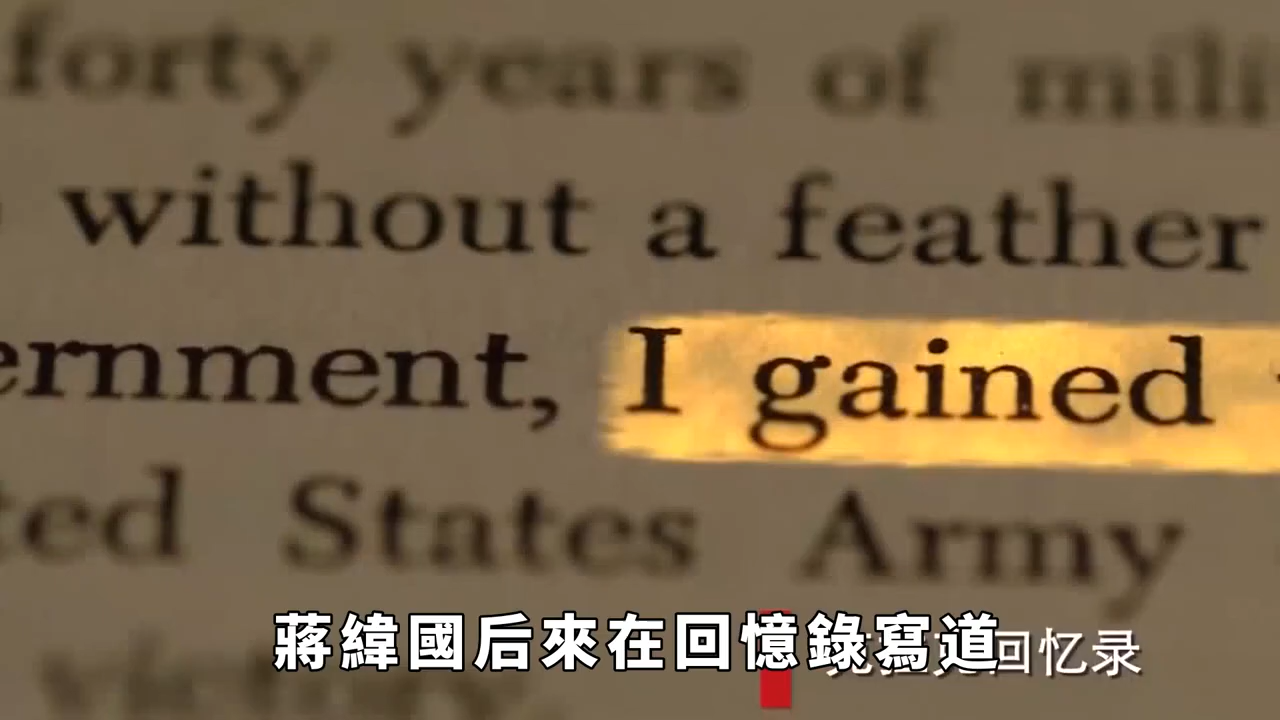 forty years of mili
without a feather
ernment, I gained
ted States Army
蔣緯國后來在回憶錄寫道
回忆录